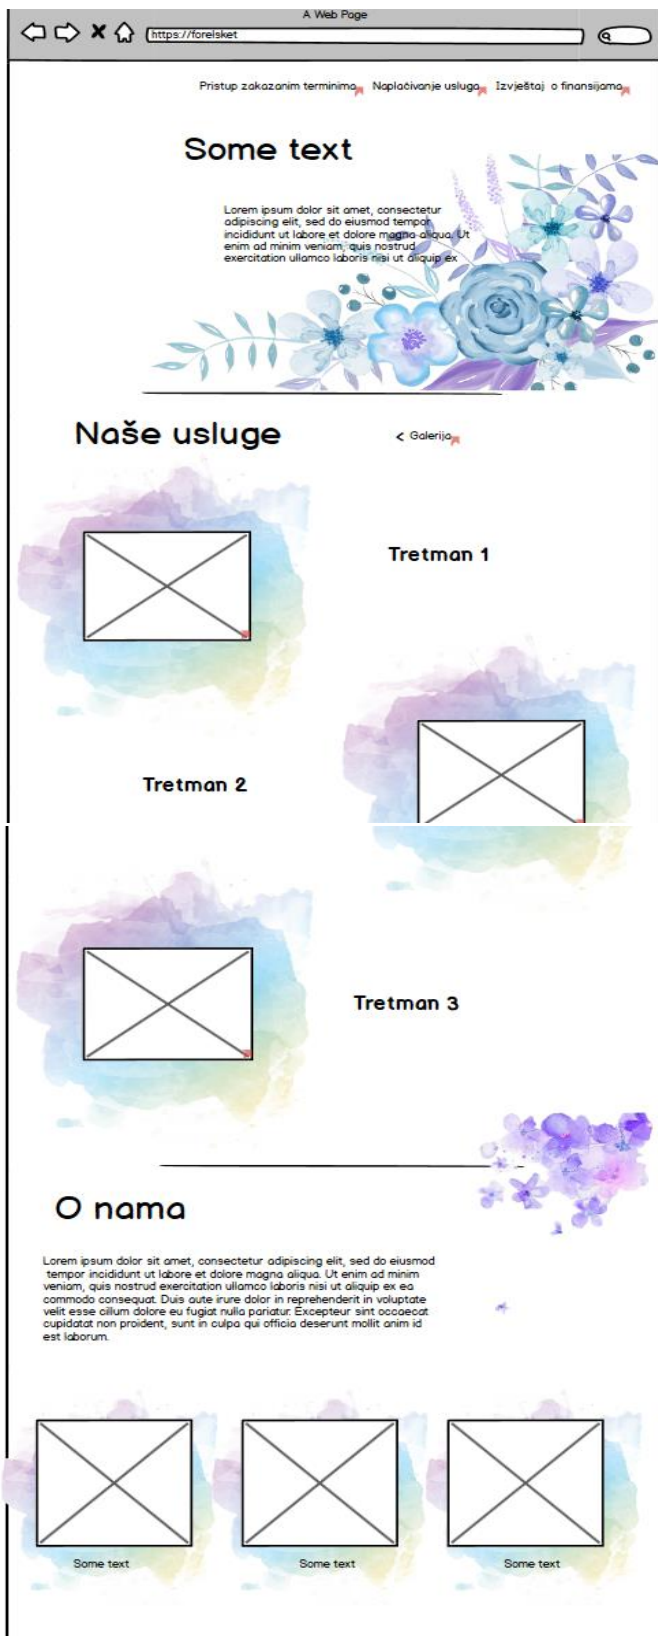 A Web Page
https://forelsket
Pristup zakazanim terminima Naplaćivanje usluga Izvještaj o finansijama
Some text
Lorem ipsum dolor sit amet, consectetur
adipiscing elit, sed do eiusmod tempor
incididunt ut labore et dolore magna aliqua. Ut
enim ad minim veniam, quis nostrud
exercitation ullamco laboris nisi ut aliquip ex
Naše usluge
< Galerija
Tretman 1
Tretman 2
Tretman 3
O nama
Lorem ipsum dolor sit amet, consectetur adipiscing elit, sed do eiusmod
tempor incididunt ut labore et dolore magna aliqua. Ut enim ad minim
veniam, quis nostrud exercitation ullamco laboris nisi ut aliquip ex ea
commodo consequat. Duis aute irure dolor in reprehenderit in voluptate
velit esse cillum dolore eu fugiat nulla pariatur. Excepteur sint occaecat
cupidatat non proident, sunt in culpa qui officia deserunt mollit anim id
est laborum.
Some text Some text Some text